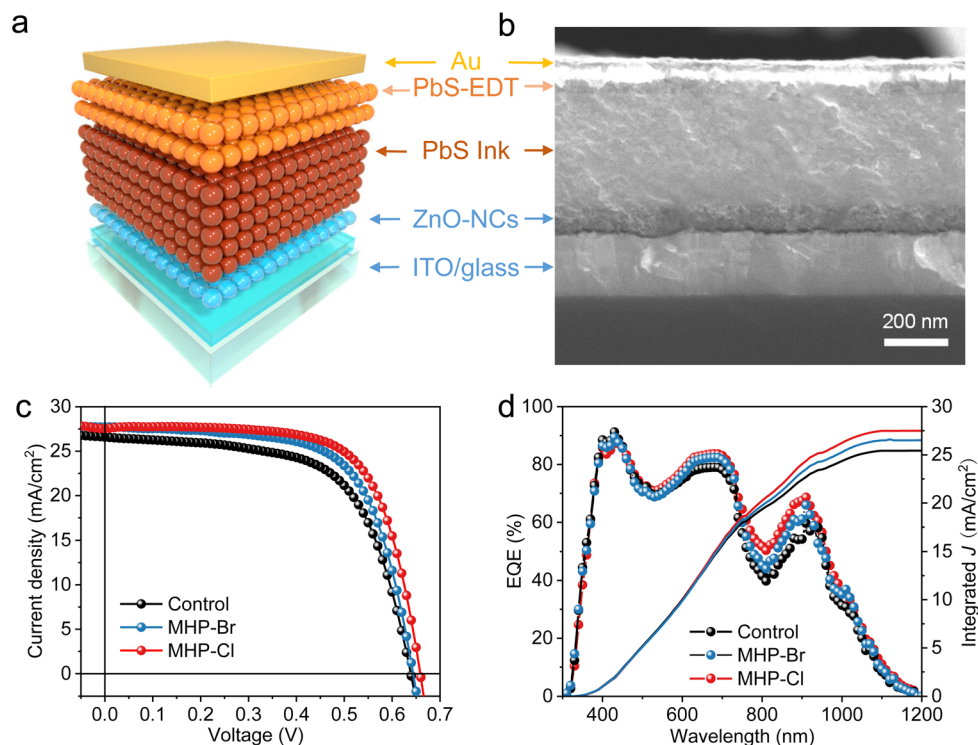 a
Au
PbS-EDT
PbS Ink
ZnO-NCs
ITO/glass
b
200 nm
c
Current density (mA/cm²)
30
25
20
15
10
5
0
Control
MHP-Br
MHP-Cl
0.0 0.1 0.2 0.3 0.4 0.5 0.6 0.7
Voltage (V)
d
EQE (%)
100
80
60
40
20
0
Control
MHP-Br
MHP-Cl
400 600 800 1000 1200
Wavelength (nm)
30
25
20
15
10
5
0
Integrated J (mA/cm²)